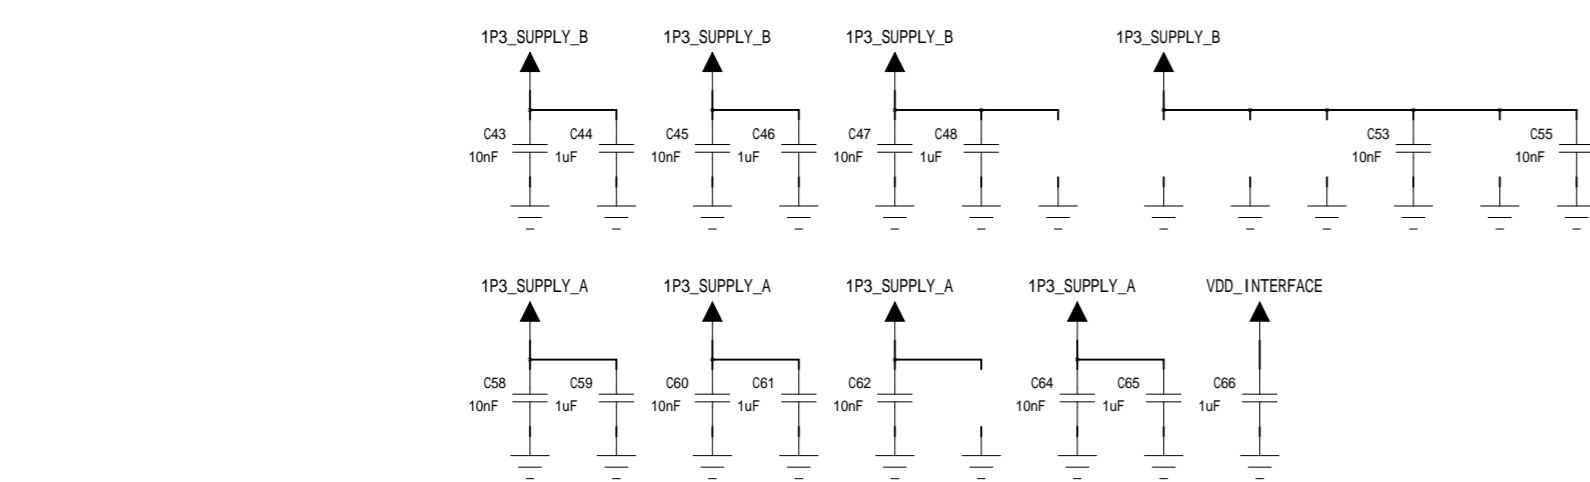 1P3_SUPPLY_B 1P3_SUPPLY_B 1P3_SUPPLY_B 1P3_SUPPLY_B
C43 C44 C45 C46 C47 C48 C53 C55
10nF 1uF 10nF 1uF 10nF 1uF 10nF 10nF
1P3_SUPPLY_A 1P3_SUPPLY_A 1P3_SUPPLY_A 1P3_SUPPLY_A VDD_INTERFACE
C58 C59 C60 C61 C62 C64 C65 C66
10nF 1uF 10nF 1uF 10nF 10nF 1uF 1uF